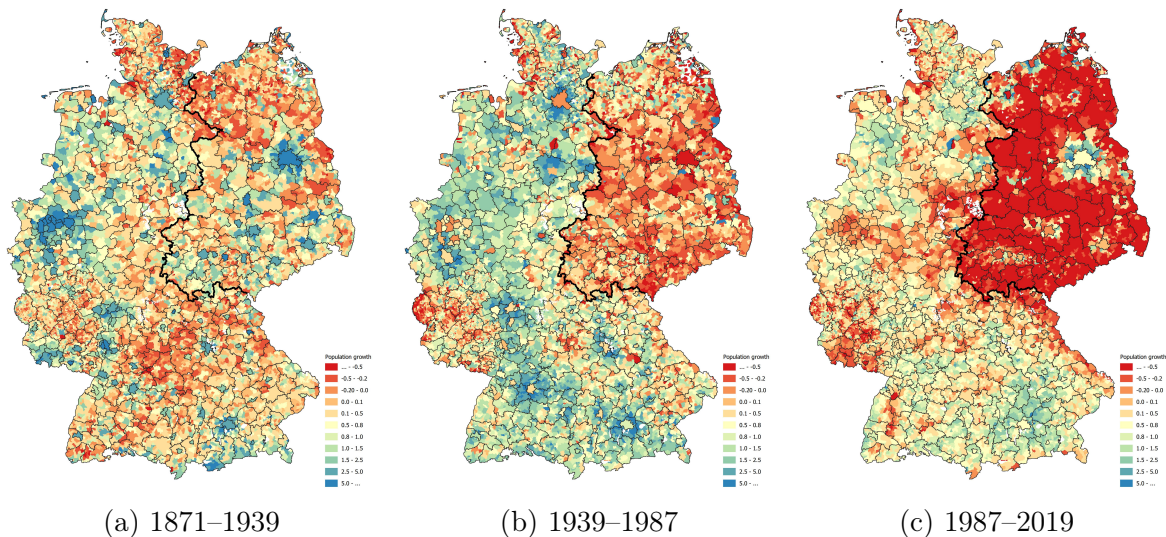 Population growth
... - -0.5
-0.5 - -0.2
-0.20 - 0.0
0.0 - 0.1
0.1 - 0.5
0.5 - 0.8
0.8 - 1.0
1.0 - 1.5
1.5 - 2.5
2.5 - 5.0
5.0 - ...
Population growth
... - -0.5
-0.5 - -0.2
-0.20 - 0.0
0.0 - 0.1
0.1 - 0.5
0.5 - 0.8
0.8 - 1.0
1.0 - 1.5
1.5 - 2.5
2.5 - 5.0
5.0 - ...
Population growth
... - -0.5
-0.5 - -0.2
-0.20 - 0.0
0.0 - 0.1
0.1 - 0.5
0.5 - 0.8
0.8 - 1.0
1.0 - 1.5
1.5 - 2.5
2.5 - 5.0
5.0 - ...
(a) 1871–1939
(b) 1939–1987
(c) 1987–2019